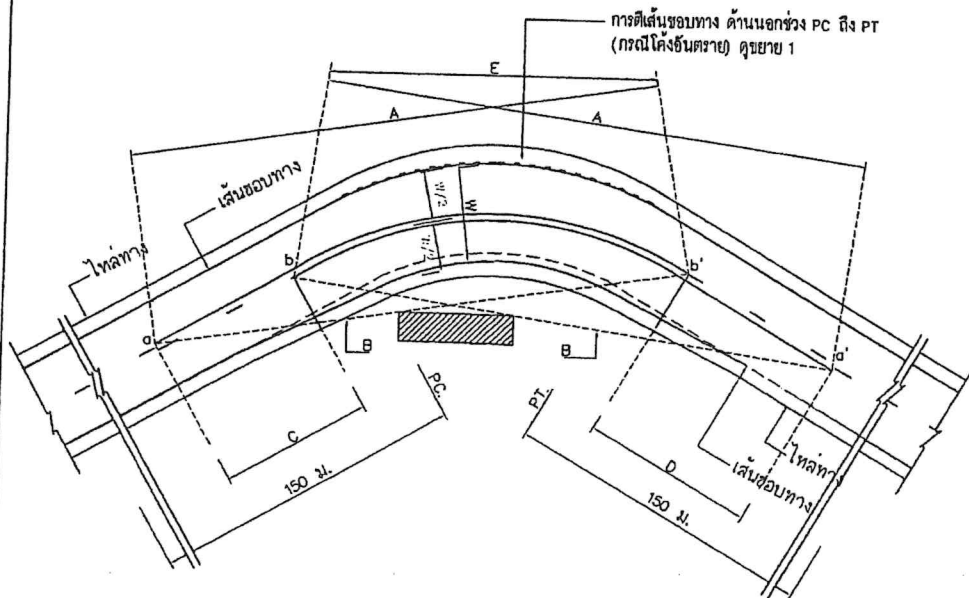 การตีเส้นขอบทาง ด้านนอกช่วง PC ถึง PT
(กรณีโค้งอันตราย) ดูขยาย 1
E
A
A
เส้นขอบทาง
ไหล่ทาง
W/2
W
W/2
b
b'
a
a'
B
B
PC.
PT.
C
D
150 ม.
150 ม.
ไหล่ทาง
เส้นขอบทาง